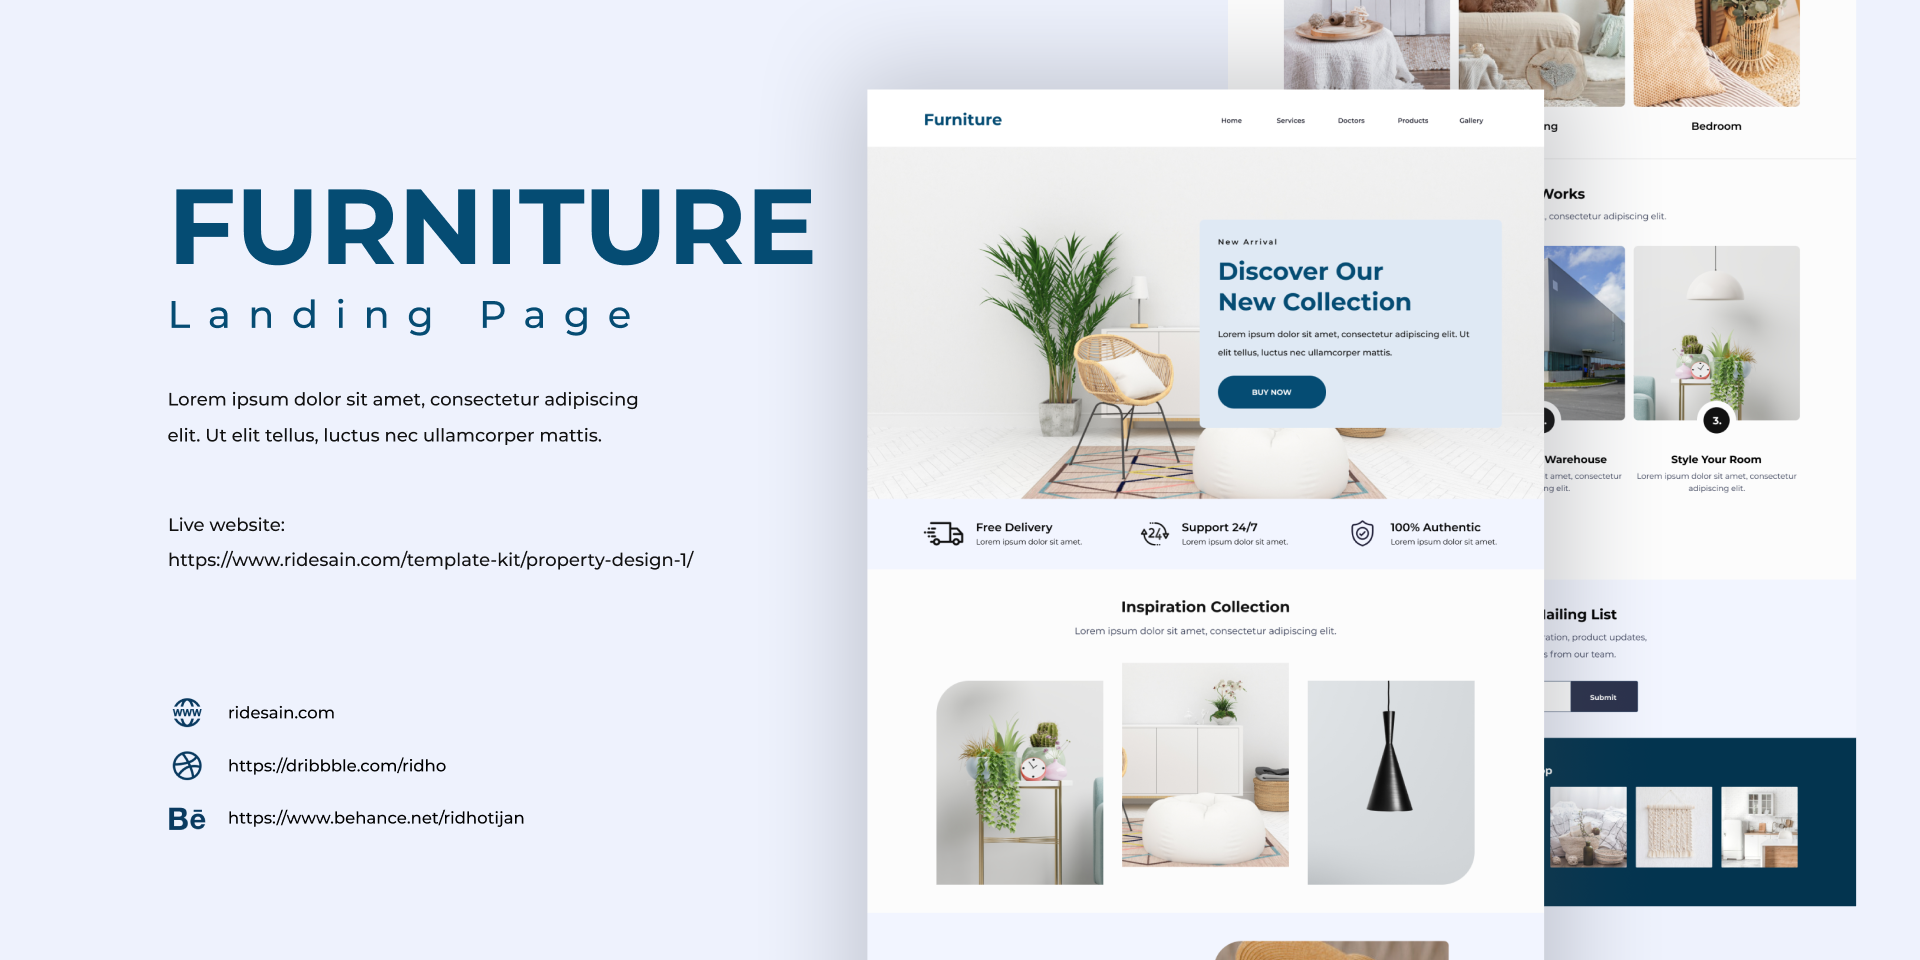 FURNITURE
Landing Page
Lorem ipsum dolor sit amet, consectetur adipiscing
elit. Ut elit tellus, luctus nec ullamcorper mattis.
Live website:
https://www.ridesain.com/template-kit/property-design-1/
WWW
ridesain.com
https://dribbble.com/ridho
Bē
https://www.behance.net/ridhotijan
Furniture
Home Services Doctors Products Gallery
New Arrival
Discover Our
New Collection
Lorem ipsum dolor sit amet, consectetur adipiscing elit. Ut
elit tellus, luctus nec ullamcorper mattis.
BUY NOW
Free Delivery
Lorem ipsum dolor sit amet.
24
Support 24/7
Lorem ipsum dolor sit amet.
100% Authentic
Lorem ipsum dolor sit amet.
Inspiration Collection
Lorem ipsum dolor sit amet, consectetur adipiscing elit.
ng
Bedroom
Works
, consectetur adipiscing elit.
3.
Warehouse
t amet, consectetur
ng elit.
Style Your Room
Lorem ipsum dolor sit amet, consectetur
adipiscing elit.
ailing List
ation, product updates,
s from our team.
Submit
op